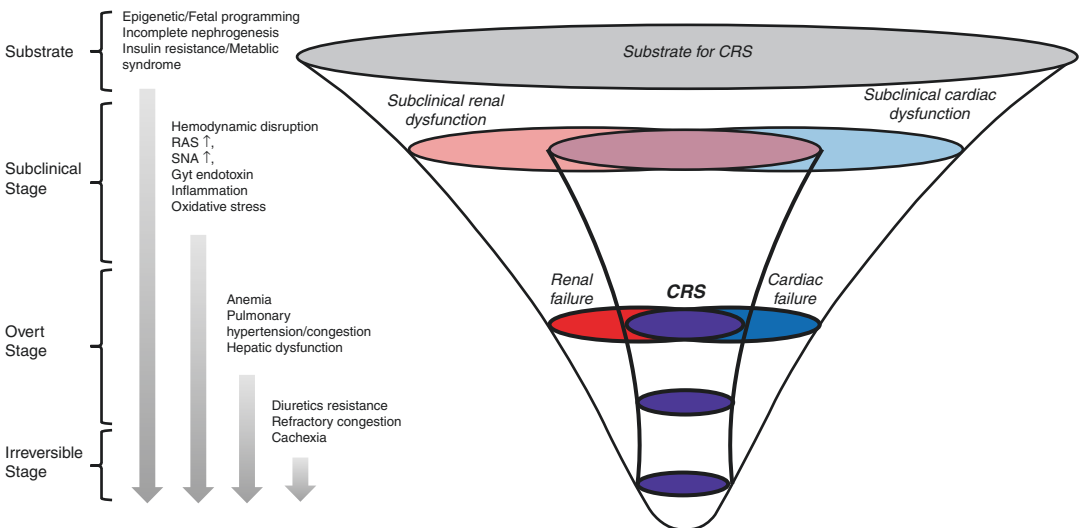 Substrate
Epigenetic/Fetal programming
Incomplete nephrogenesis
Insulin resistance/Metablic
syndrome
Subclinical
Stage
Hemodynamic disruption
RAS ↑,
SNA ↑,
Gyt endotoxin
Inflammation
Oxidative stress
Overt
Stage
Anemia
Pulmonary
hypertension/congestion
Hepatic dysfunction
Irreversible
Stage
Diuretics resistance
Refractory congestion
Cachexia
Substrate for CRS
Subclinical renal
dysfunction
Subclinical cardiac
dysfunction
Renal
failure
CRS
Cardiac
failure